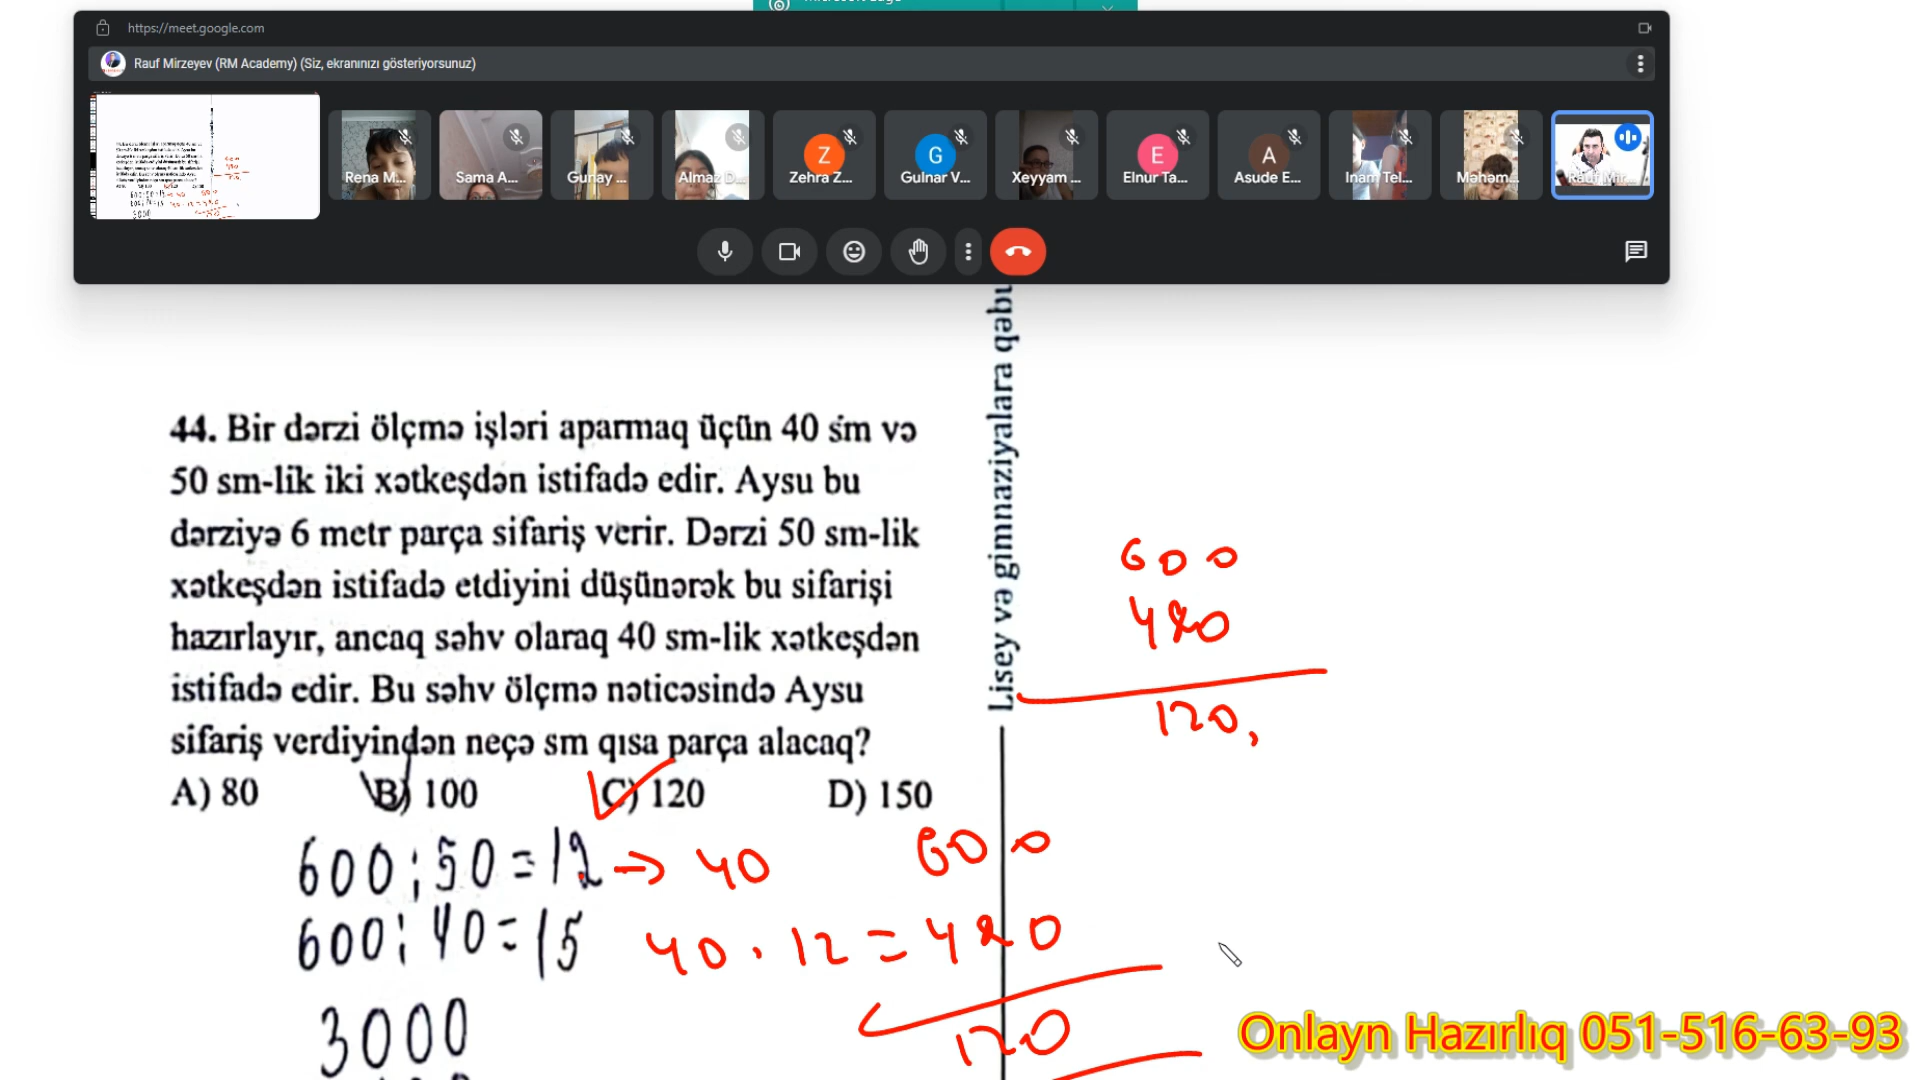 https://meet.google.com
Rauf Mirzeyev (RM Academy) (Siz, ekranınızı gösteriyorsunuz)
Rena M...
Sama A...
Gunay ...
Almaz D...
Z
Zehra Z...
G
Gulnar V...
Xeyyam ...
E
Elnur Ta...
A
Asude E...
Inam Tel...
Məhəm...
Rauf Mir...
Lisey və gimnaziyalara qəbu
44. Bir dərzi ölçmə işləri aparmaq üçün 40 sm və
50 sm-lik iki xətkeşdən istifadə edir. Aysu bu
dərziyə 6 metr parça sifariş verir. Dərzi 50 sm-lik
xətkeşdən istifadə etdiyini düşünərək bu sifarişi
hazırlayır, ancaq səhv olaraq 40 sm-lik xətkeşdən
istifadə edir. Bu səhv ölçmə nəticəsində Aysu
sifariş verdiyindən neçə sm qısa parça alacaq?
A) 80 B) 100 C) 120 D) 150
600
480
120,
600:50=12 → 40 600
600:40=15 40 · 12 = 480
3000 120
Onlayn Hazırlıq 051-516-63-93